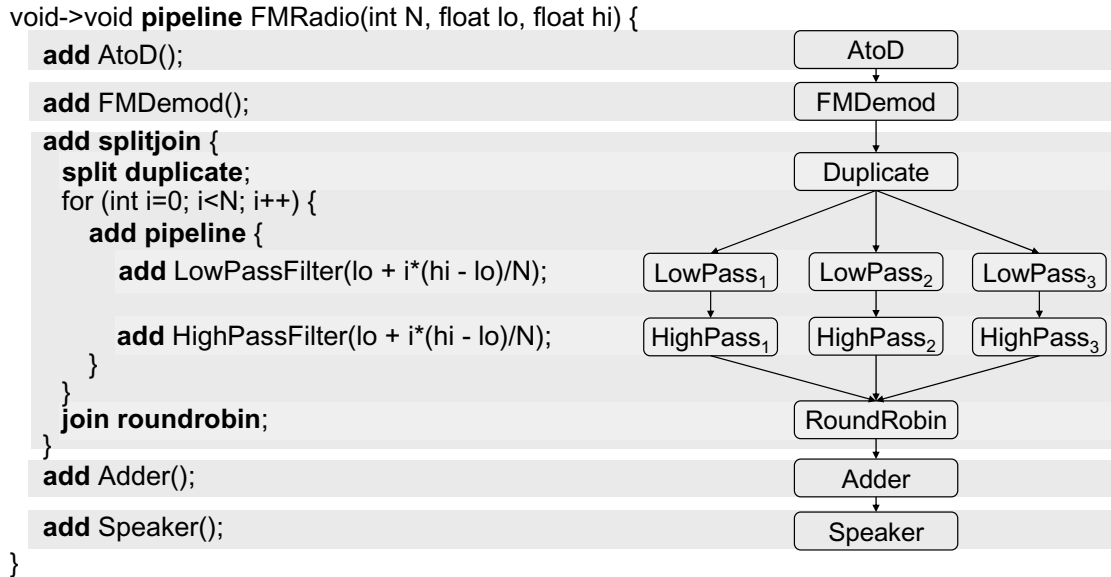 void->void pipeline FMRadio(int N, float lo, float hi) {
add AtoD();
AtoD
add FMDemod();
FMDemod
add splitjoin {
split duplicate;
Duplicate
for (int i=0; i<N; i++) {
add pipeline {
add LowPassFilter(lo + i*(hi - lo)/N);
LowPass₁ LowPass₂ LowPass₃
add HighPassFilter(lo + i*(hi - lo)/N);
HighPass₁ HighPass₂ HighPass₃
}
}
join roundrobin;
RoundRobin
}
add Adder();
Adder
add Speaker();
Speaker
}